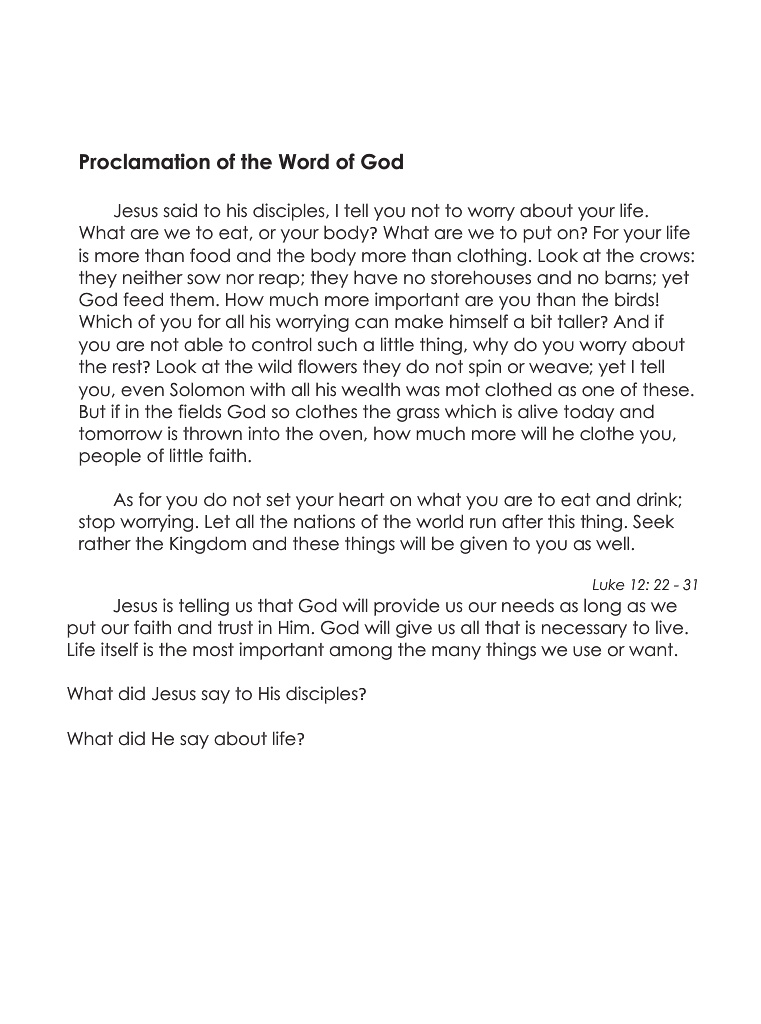 Proclamation of the Word of God
Jesus said to his disciples, I tell you not to worry about your life.
What are we to eat, or your body? What are we to put on? For your life
is more than food and the body more than clothing. Look at the crows:
they neither sow nor reap; they have no storehouses and no barns; yet
God feed them. How much more important are you than the birds!
Which of you for all his worrying can make himself a bit taller? And if
you are not able to control such a little thing, why do you worry about
the rest? Look at the wild flowers they do not spin or weave; yet I tell
you, even Solomon with all his wealth was mot clothed as one of these.
But if in the fields God so clothes the grass which is alive today and
tomorrow is thrown into the oven, how much more will he clothe you,
people of little faith.
As for you do not set your heart on what you are to eat and drink;
stop worrying. Let all the nations of the world run after this thing. Seek
rather the Kingdom and these things will be given to you as well.
Luke 12: 22 - 31
Jesus is telling us that God will provide us our needs as long as we
put our faith and trust in Him. God will give us all that is necessary to live.
Life itself is the most important among the many things we use or want.
What did Jesus say to His disciples?
What did He say about life?